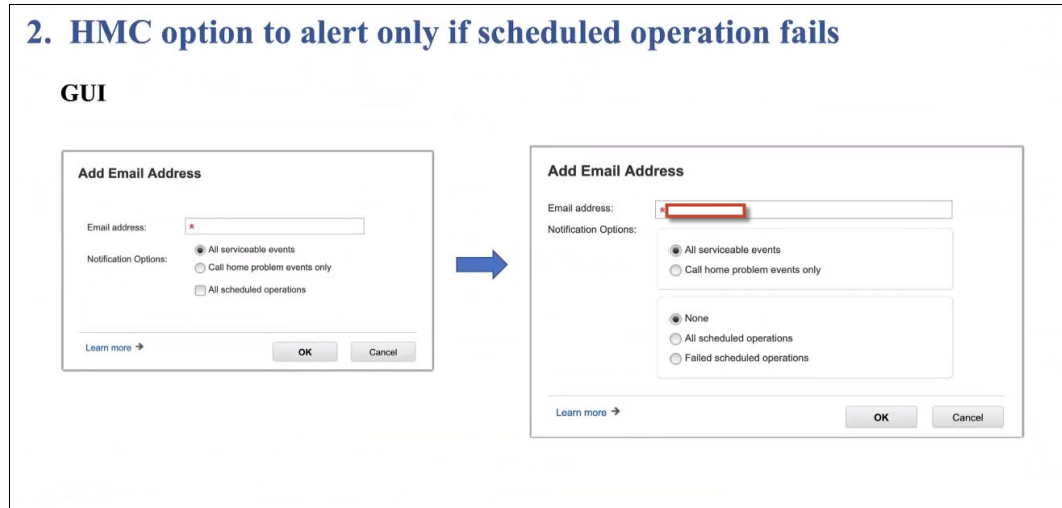 2. HMC option to alert only if scheduled operation fails
GUI
Add Email Address
Email address:
*
Notification Options:
All serviceable events
Call home problem events only
All scheduled operations
Learn more →
OK
Cancel
Add Email Address
Email address:
*
Notification Options:
All serviceable events
Call home problem events only
None
All scheduled operations
Failed scheduled operations
Learn more →
OK
Cancel